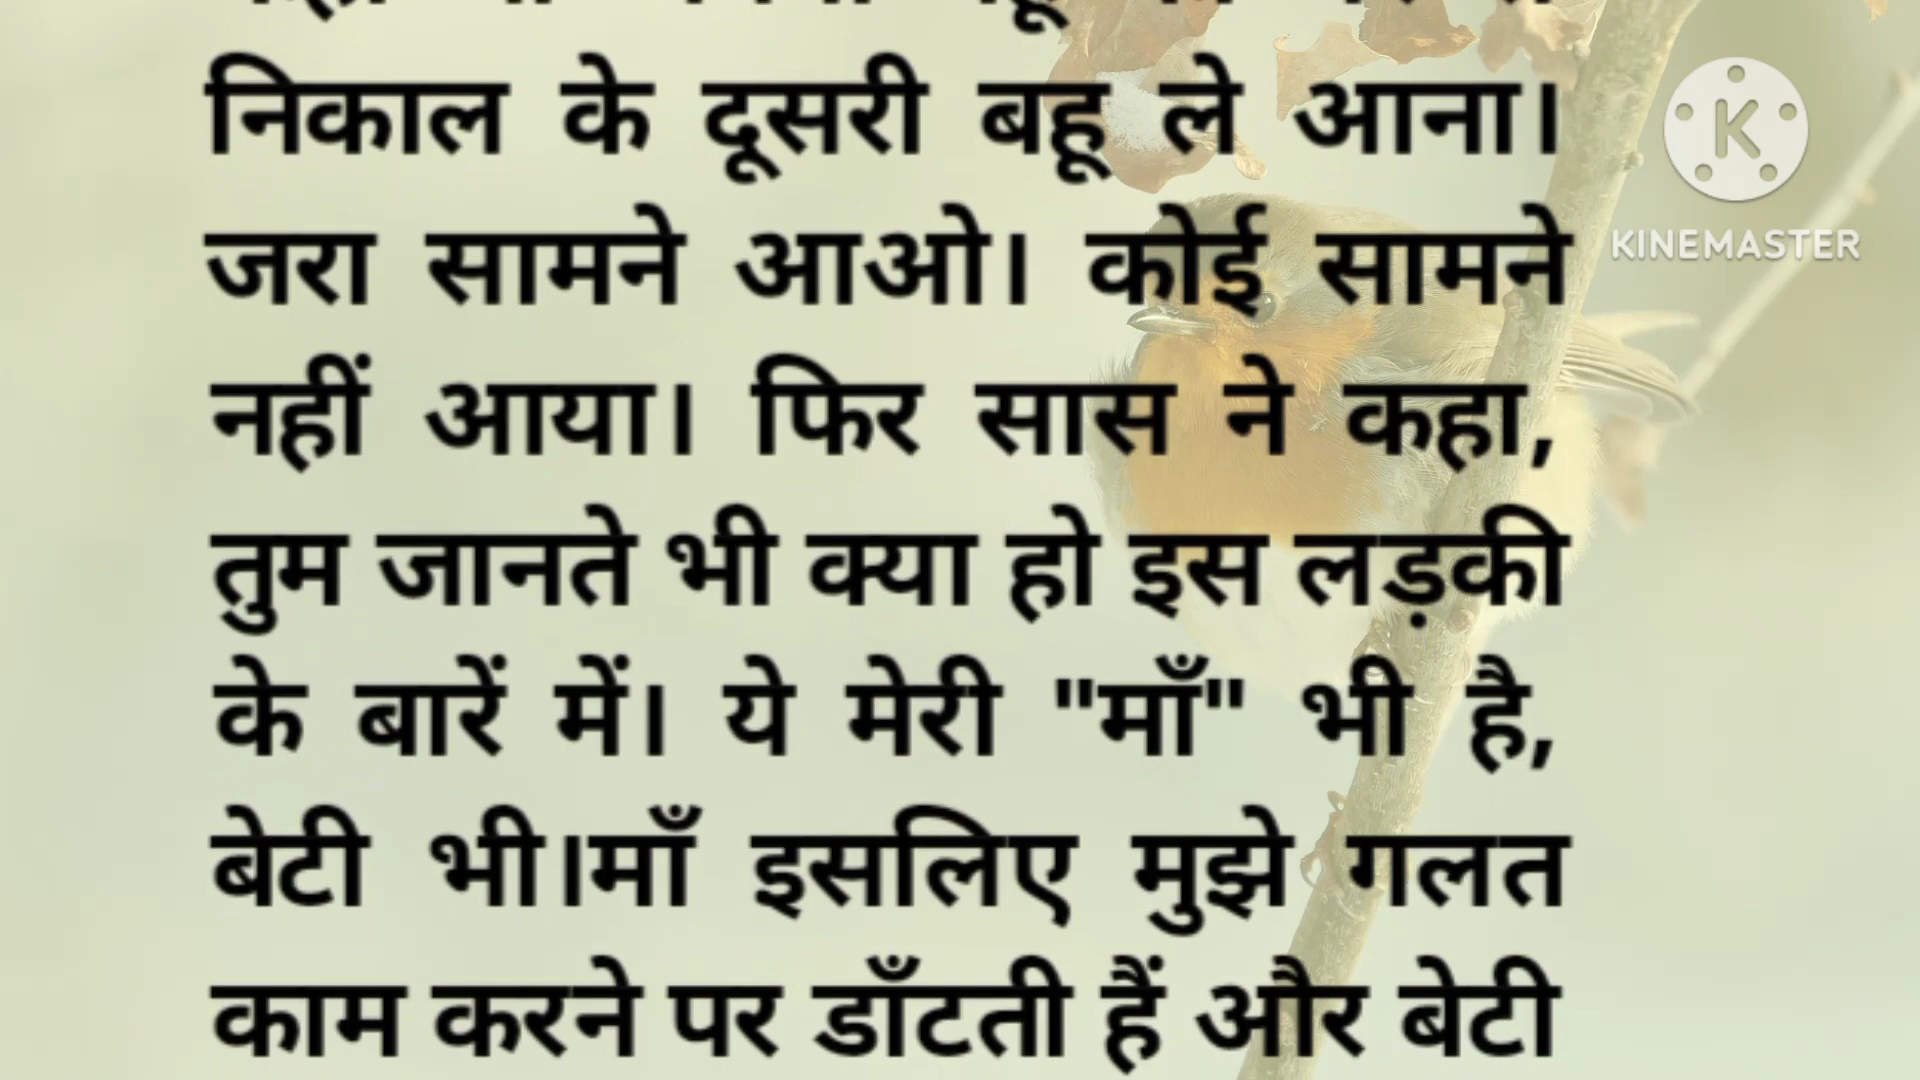 निकाल के दूसरी बहू ले आना।
जरा सामने आओ। कोई सामने
नहीं आया। फिर सास ने कहा,
तुम जानते भी क्या हो इस लड़की
के बारें में। ये मेरी "माँ" भी है,
बेटी भी।माँ इसलिए मुझे गलत
काम करने पर डाँटती हैं और बेटी
KINEMASTER